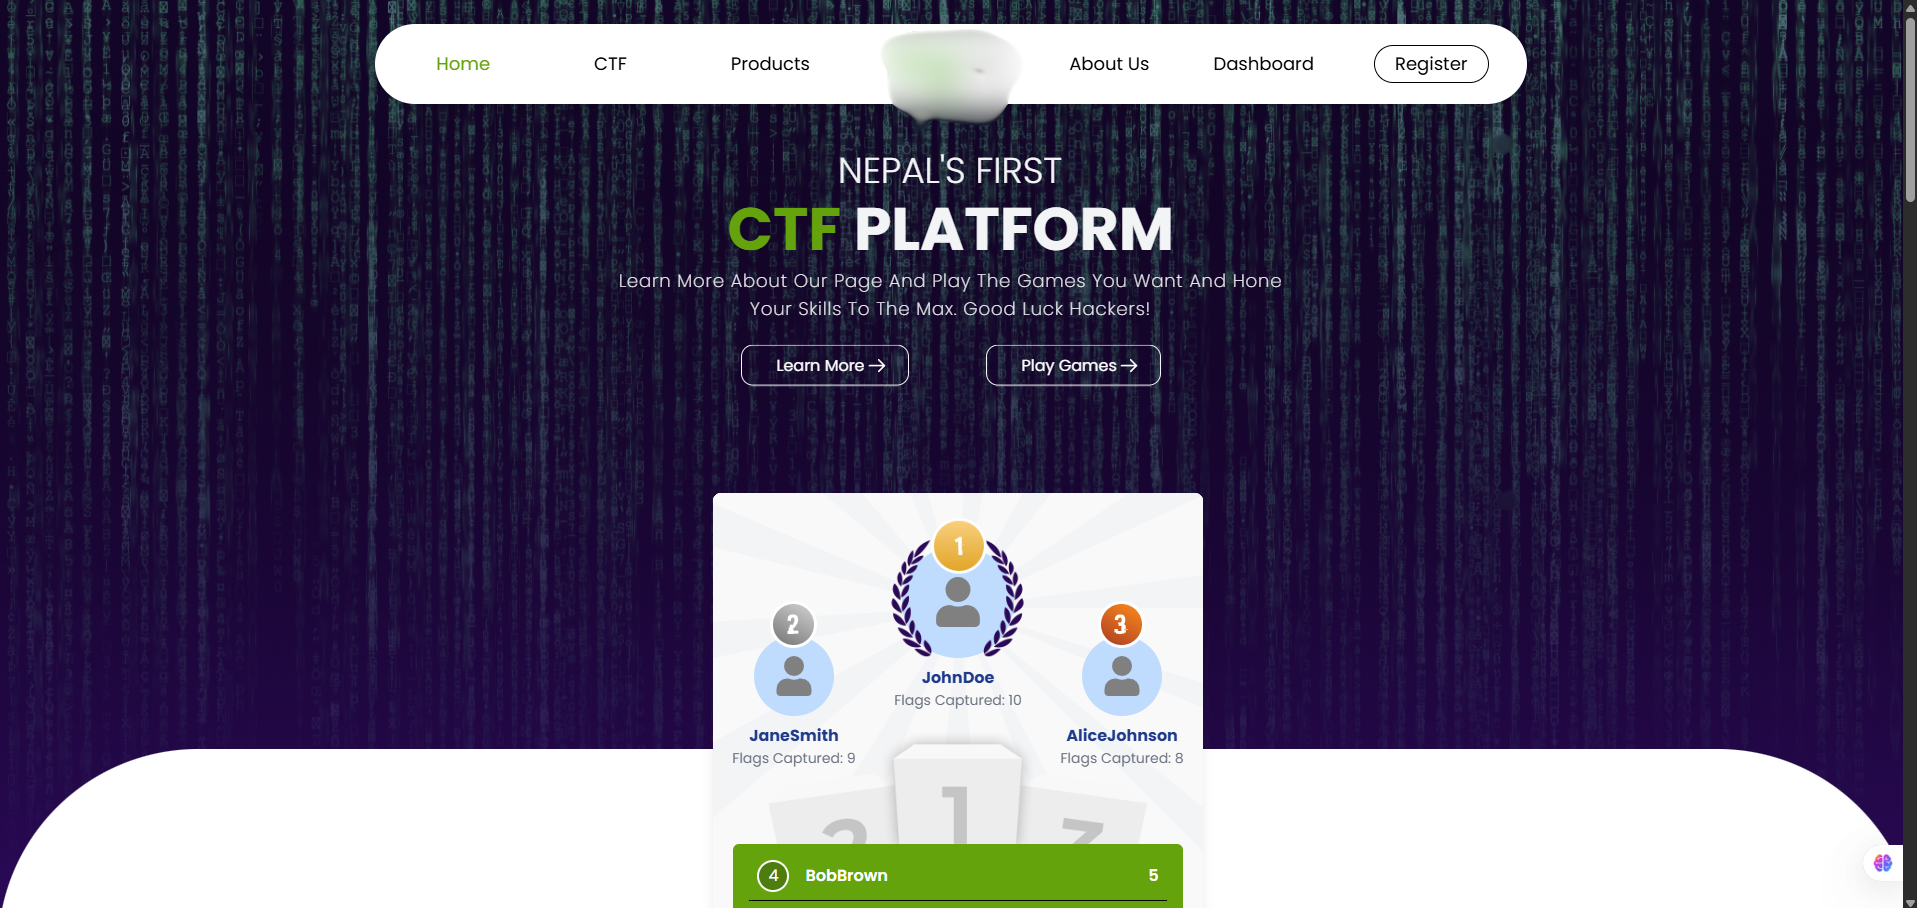 Home CTF Products About Us Dashboard Register
NEPAL'S FIRST
CTF PLATFORM
Learn More About Our Page And Play The Games You Want And Hone
Your Skills To The Max. Good Luck Hackers!
Learn More → Play Games →
1
2
3
JohnDoe
Flags Captured: 10
JaneSmith
Flags Captured: 9
AliceJohnson
Flags Captured: 8
2 1 3
4 BobBrown 5